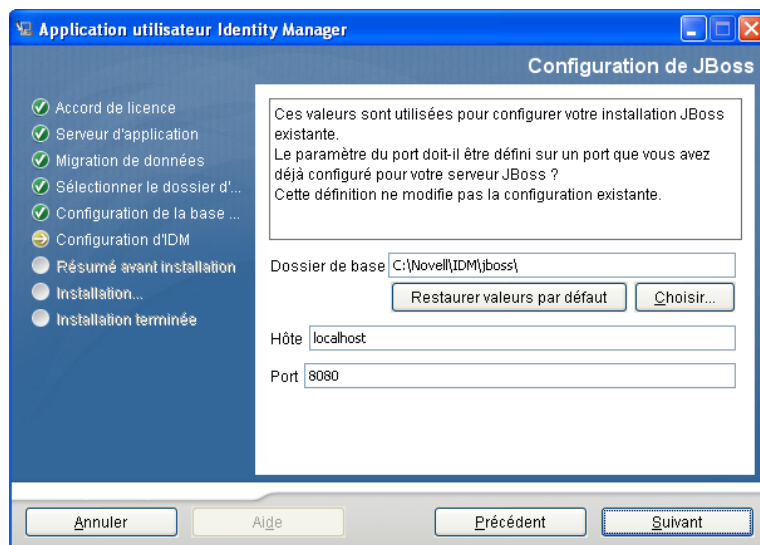 Application utilisateur Identity Manager
Configuration de JBoss
Accord de licence
Serveur d'application
Migration de données
Sélectionner le dossier d'...
Configuration de la base ...
Configuration d'IDM
Résumé avant installation
Installation...
Installation terminée
Ces valeurs sont utilisées pour configurer votre installation JBoss
existante.
Le paramètre du port doit-il être défini sur un port que vous avez
déjà configuré pour votre serveur JBoss ?
Cette définition ne modifie pas la configuration existante.
Dossier de base C:\Novell\IDM\jboss\
Restaurer valeurs par défaut Choisir...
Hôte localhost
Port 8080
Annuler Aide Précédent Suivant